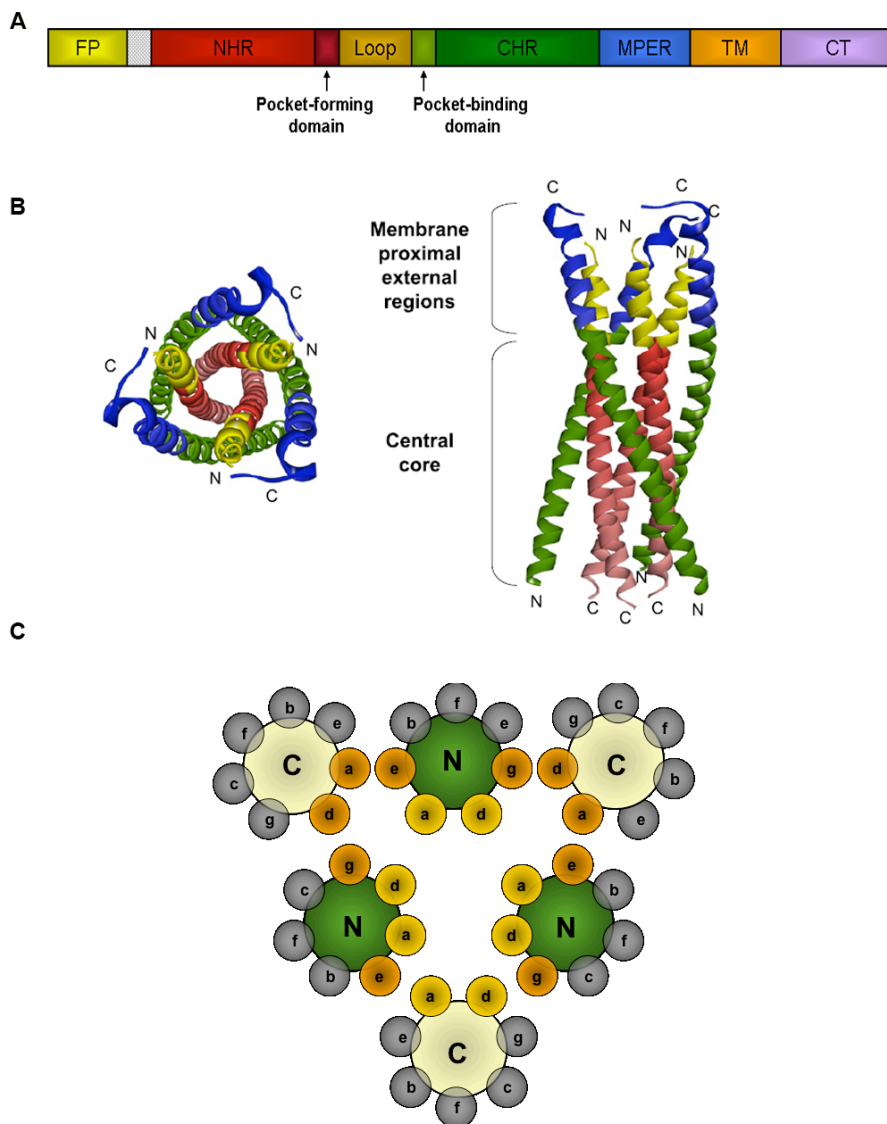 A
FP NHR Loop CHR MPER TM CT
Pocket-forming domain
Pocket-binding domain
B
C
N
C
N
N
C
Membrane
proximal
external
regions
Central
core
C
C
C
N
N
N
N
C
C
C
N
N
C
b
e
f
a
c
d
g
C
f
b
e
e
g
a
d
N
c
g
f
d
b
a
e
C
g
c
d
f
a
b
e
N
e
a
b
d
f
g
c
N
a
d
e
g
b
c
f
C